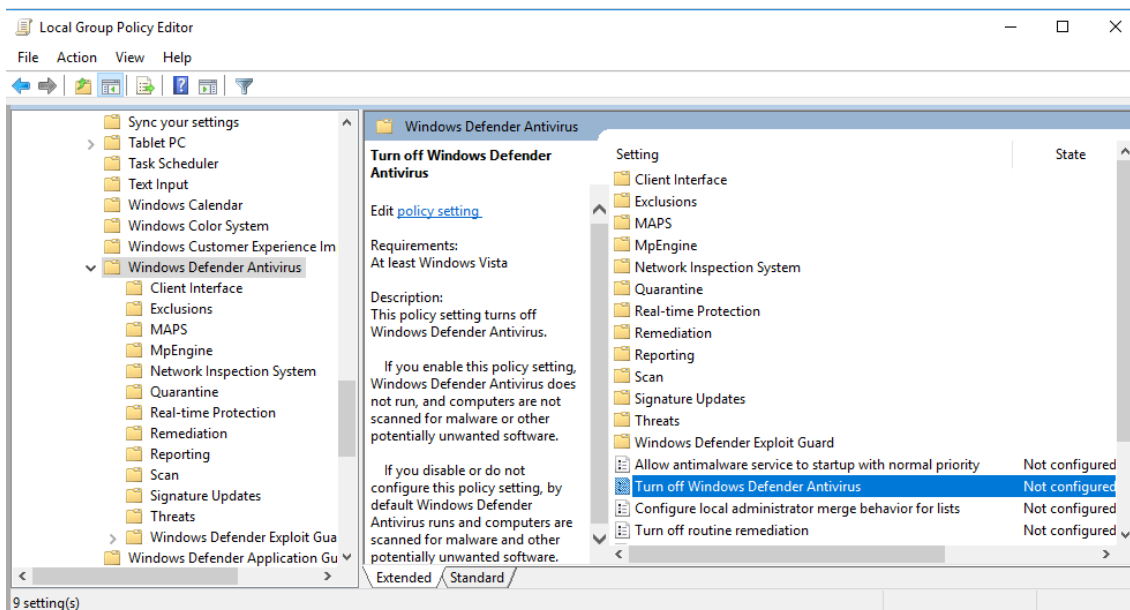 Local Group Policy Editor
File Action View Help
Sync your settings
Tablet PC
Task Scheduler
Text Input
Windows Calendar
Windows Color System
Windows Customer Experience Im
Windows Defender Antivirus
Client Interface
Exclusions
MAPS
MpEngine
Network Inspection System
Quarantine
Real-time Protection
Remediation
Reporting
Scan
Signature Updates
Threats
Windows Defender Exploit Gua
Windows Defender Application Gu
Windows Defender Antivirus
Turn off Windows Defender
Antivirus
Edit policy setting
Requirements:
At least Windows Vista
Description:
This policy setting turns off
Windows Defender Antivirus.
If you enable this policy setting,
Windows Defender Antivirus does
not run, and computers are not
scanned for malware or other
potentially unwanted software.
If you disable or do not
configure this policy setting, by
default Windows Defender
Antivirus runs and computers are
scanned for malware and other
potentially unwanted software.
Setting State
Client Interface
Exclusions
MAPS
MpEngine
Network Inspection System
Quarantine
Real-time Protection
Remediation
Reporting
Scan
Signature Updates
Threats
Windows Defender Exploit Guard
Allow antimalware service to startup with normal priority Not configured
Turn off Windows Defender Antivirus Not configured
Configure local administrator merge behavior for lists Not configured
Turn off routine remediation Not configured
Extended Standard
9 setting(s)